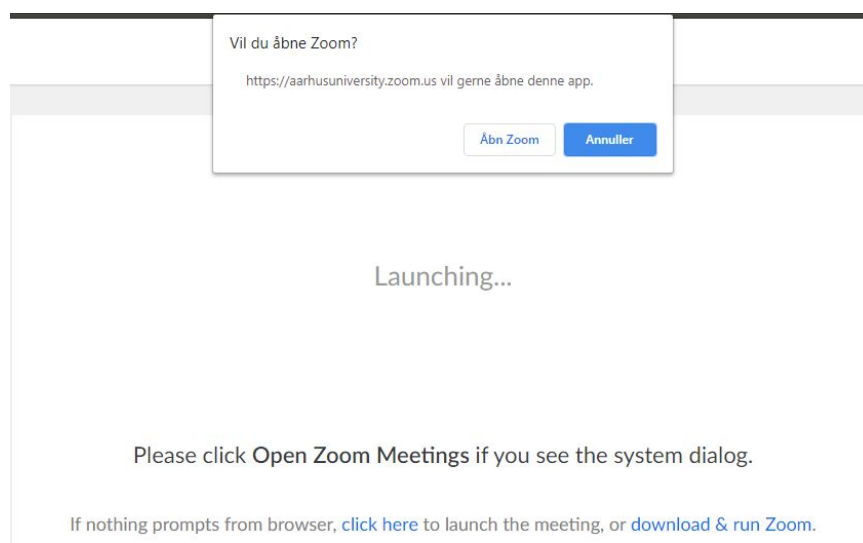 Vil du åbne Zoom?
https://aarhusuniversity.zoom.us vil gerne åbne denne app.
Åbn Zoom Annuller
Launching...
Please click Open Zoom Meetings if you see the system dialog.
If nothing prompts from browser, click here to launch the meeting, or download & run Zoom.